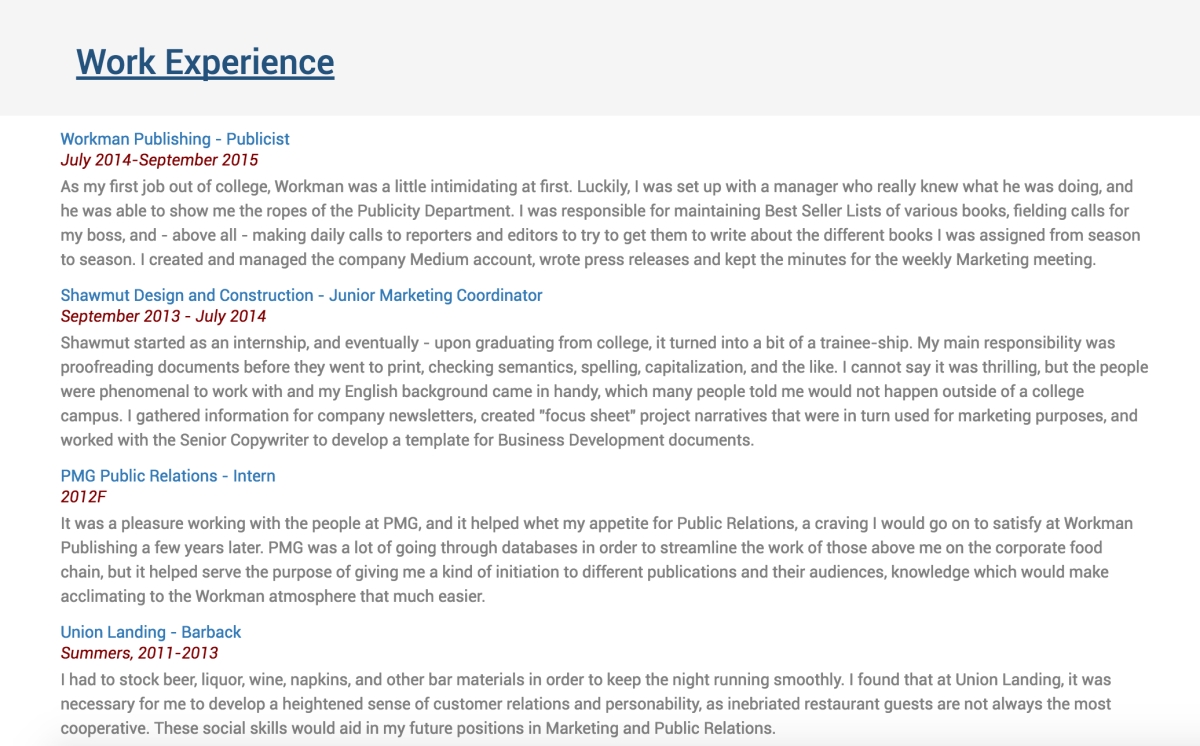 Work Experience
Workman Publishing - Publicist
July 2014-September 2015
As my first job out of college, Workman was a little intimidating at first. Luckily, I was set up with a manager who really knew what he was doing, and
he was able to show me the ropes of the Publicity Department. I was responsible for maintaining Best Seller Lists of various books, fielding calls for
my boss, and - above all - making daily calls to reporters and editors to try to get them to write about the different books I was assigned from season
to season. I created and managed the company Medium account, wrote press releases and kept the minutes for the weekly Marketing meeting.
Shawmut Design and Construction - Junior Marketing Coordinator
September 2013 - July 2014
Shawmut started as an internship, and eventually - upon graduating from college, it turned into a bit of a trainee-ship. My main responsibility was
proofreading documents before they went to print, checking semantics, spelling, capitalization, and the like. I cannot say it was thrilling, but the people
were phenomenal to work with and my English background came in handy, which many people told me would not happen outside of a college
campus. I gathered information for company newsletters, created "focus sheet" project narratives that were in turn used for marketing purposes, and
worked with the Senior Copywriter to develop a template for Business Development documents.
PMG Public Relations - Intern
2012F
It was a pleasure working with the people at PMG, and it helped whet my appetite for Public Relations, a craving I would go on to satisfy at Workman
Publishing a few years later. PMG was a lot of going through databases in order to streamline the work of those above me on the corporate food
chain, but it helped serve the purpose of giving me a kind of initiation to different publications and their audiences, knowledge which would make
acclimating to the Workman atmosphere that much easier.
Union Landing - Barback
Summers, 2011-2013
I had to stock beer, liquor, wine, napkins, and other bar materials in order to keep the night running smoothly. I found that at Union Landing, it was
necessary for me to develop a heightened sense of customer relations and personability, as inebriated restaurant guests are not always the most
cooperative. These social skills would aid in my future positions in Marketing and Public Relations.